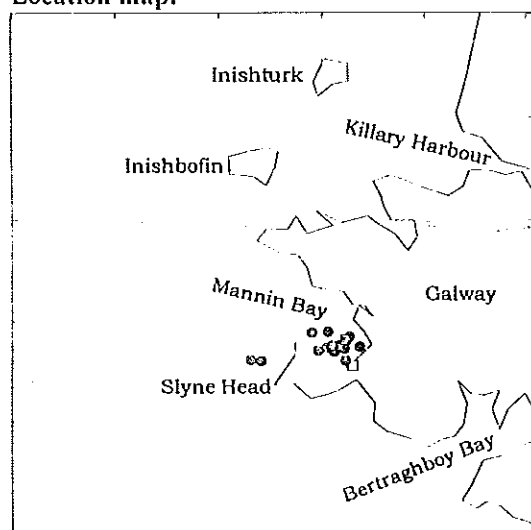 Location map:
Inishturk
Killary Harbour
Inishbofin
Mannin Bay
Galway
Slyne Head
Bertraghboy Bay